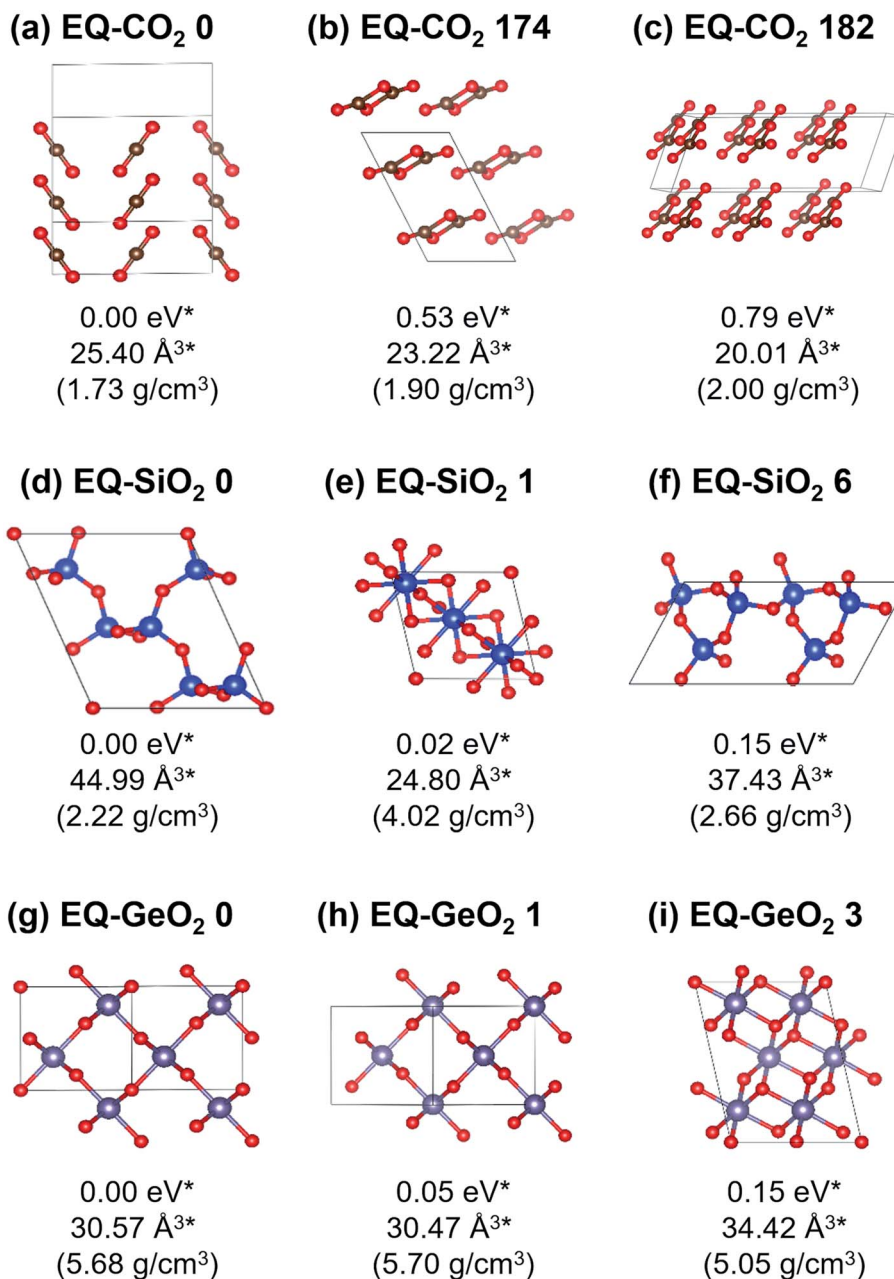 (a) EQ-CO₂ 0
(b) EQ-CO₂ 174
(c) EQ-CO₂ 182
0.00 eV*
25.40 Å³*
(1.73 g/cm³)
0.53 eV*
23.22 Å³*
(1.90 g/cm³)
0.79 eV*
20.01 Å³*
(2.00 g/cm³)
(d) EQ-SiO₂ 0
(e) EQ-SiO₂ 1
(f) EQ-SiO₂ 6
0.00 eV*
44.99 Å³*
(2.22 g/cm³)
0.02 eV*
24.80 Å³*
(4.02 g/cm³)
0.15 eV*
37.43 Å³*
(2.66 g/cm³)
(g) EQ-GeO₂ 0
(h) EQ-GeO₂ 1
(i) EQ-GeO₂ 3
0.00 eV*
30.57 Å³*
(5.68 g/cm³)
0.05 eV*
30.47 Å³*
(5.70 g/cm³)
0.15 eV*
34.42 Å³*
(5.05 g/cm³)